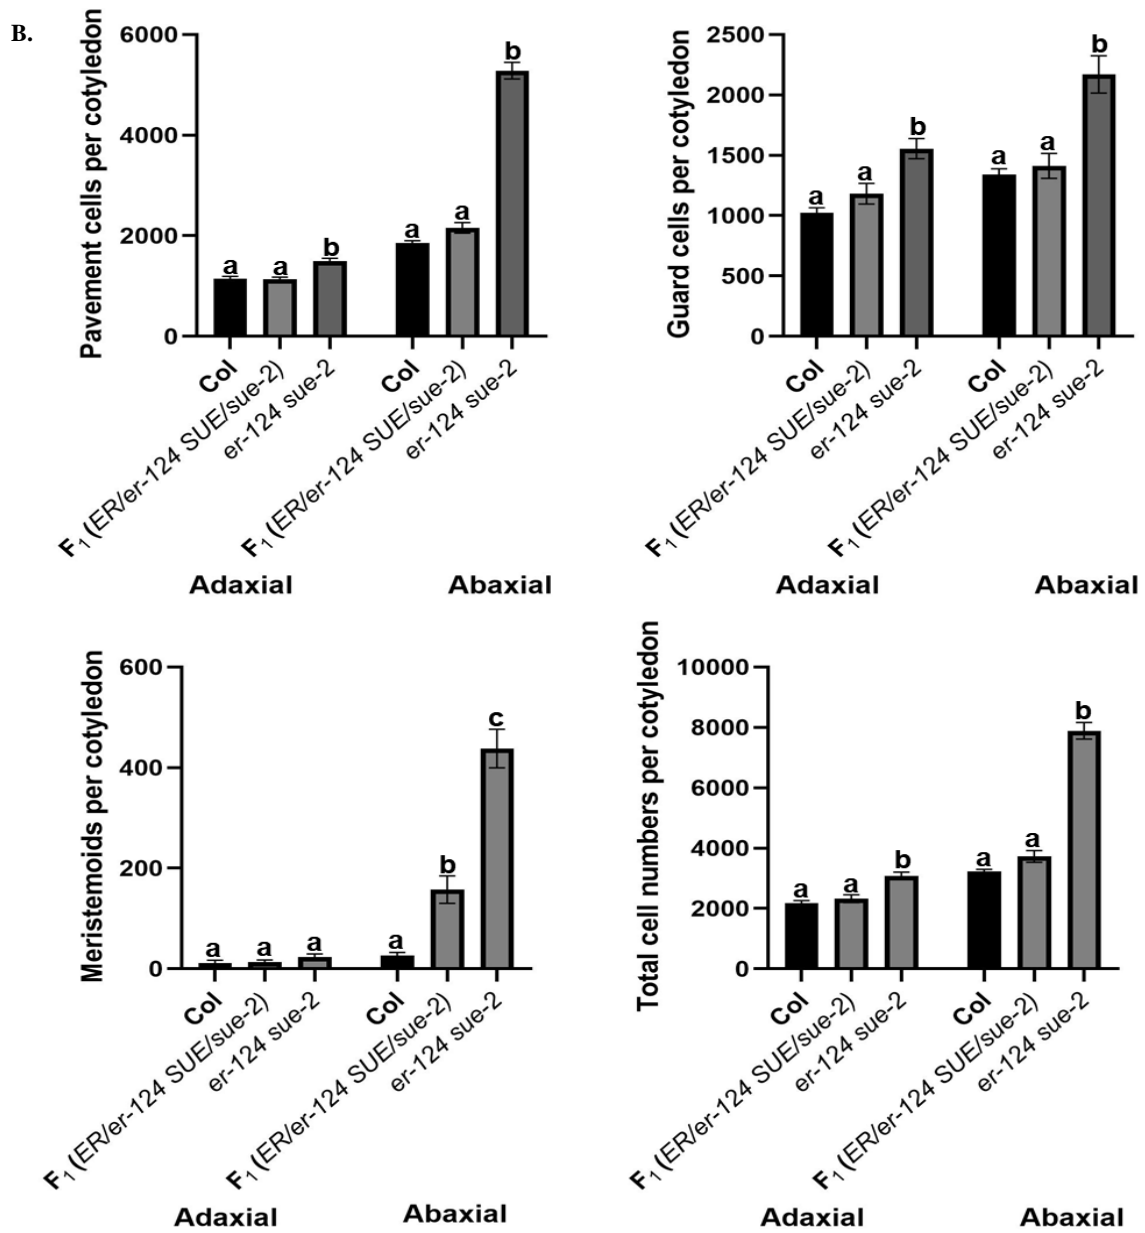 B.
Pavement cells per cotyledon
6000
4000
2000
0
a
a
b
a
a
b
Col
F1 (ER/er-124 SUE/sue-2)
er-124 sue-2
Col
F1 (ER/er-124 SUE/sue-2)
er-124 sue-2
Adaxial
Abaxial
Guard cells per cotyledon
2500
2000
1500
1000
500
0
a
a
b
a
a
b
Col
F1 (ER/er-124 SUE/sue-2)
er-124 sue-2
Col
F1 (ER/er-124 SUE/sue-2)
er-124 sue-2
Adaxial
Abaxial
Meristemoids per cotyledon
600
400
200
0
a
a
a
a
b
c
Col
F1 (ER/er-124 SUE/sue-2)
er-124 sue-2
Col
F1 (ER/er-124 SUE/sue-2)
er-124 sue-2
Adaxial
Abaxial
Total cell numbers per cotyledon
10000
8000
6000
4000
2000
0
a
a
b
a
a
b
Col
F1 (ER/er-124 SUE/sue-2)
er-124 sue-2
Col
F1 (ER/er-124 SUE/sue-2)
er-124 sue-2
Adaxial
Abaxial